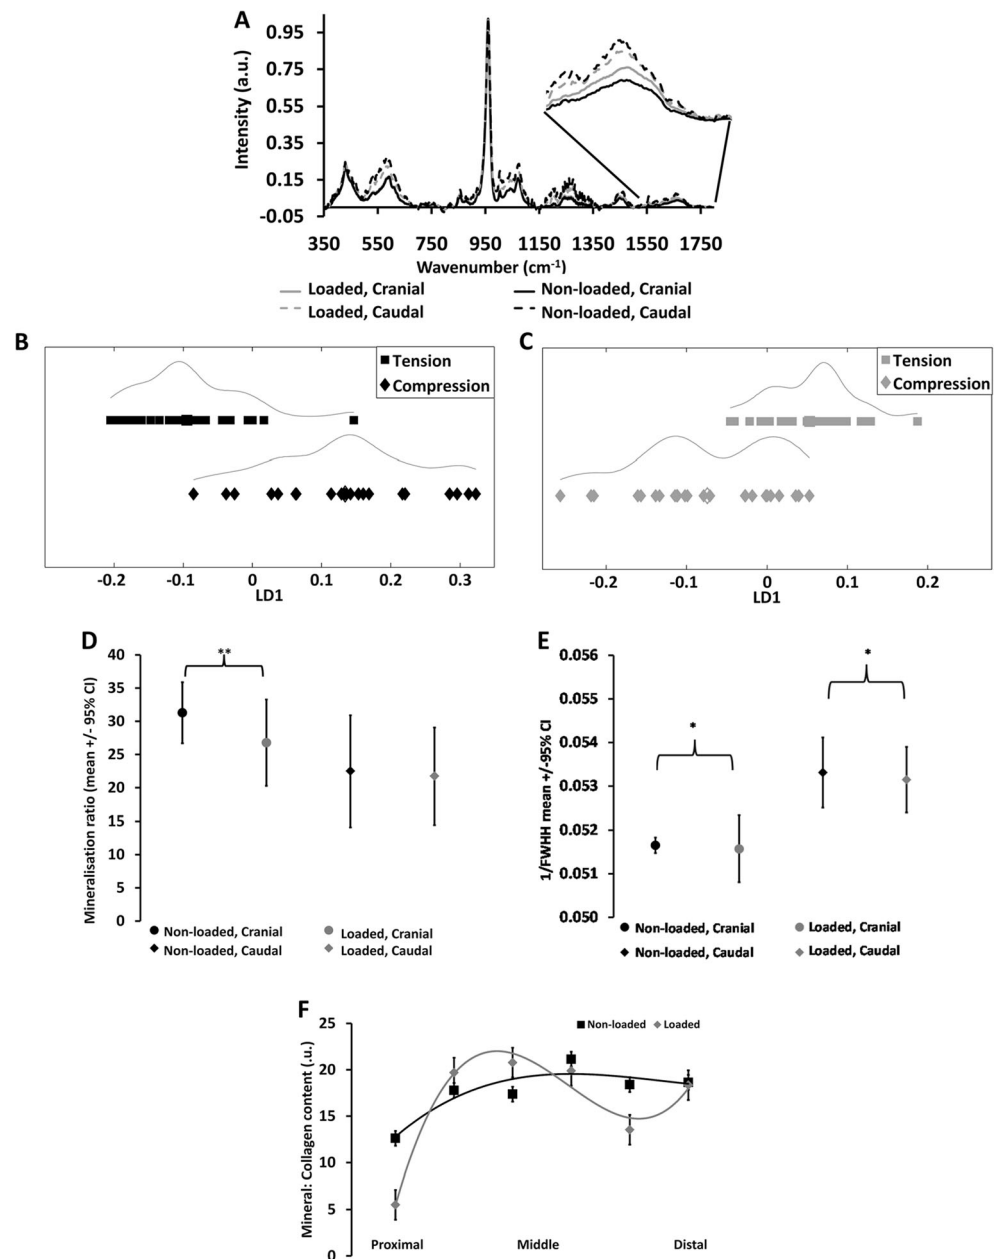 A
Intensity (a.u.)
0.95
0.75
0.55
0.35
0.15
-0.05
350 550 750 950 1150 1350 1550 1750
Wavenumber (cm-1)
Loaded, Cranial
Non-loaded, Cranial
Loaded, Caudal
Non-loaded, Caudal
B
Tension
Compression
-0.2 -0.1 0 0.1 0.2 0.3
LD1
C
Tension
Compression
-0.2 -0.1 0 0.1 0.2
LD1
D
Mineralisation ratio (mean +/- 95% CI)
40
35
30
25
20
15
10
5
0
**
Non-loaded, Cranial
Loaded, Cranial
Non-loaded, Caudal
Loaded, Caudal
E
1/FWHH mean +/-95% CI
0.056
0.055
0.054
0.053
0.052
0.051
0.050
*
*
Non-loaded, Cranial
Loaded, Cranial
Non-loaded, Caudal
Loaded, Caudal
F
Mineral: Collagen content (.u.)
25
20
15
10
5
0
Non-loaded Loaded
Proximal Middle Distal